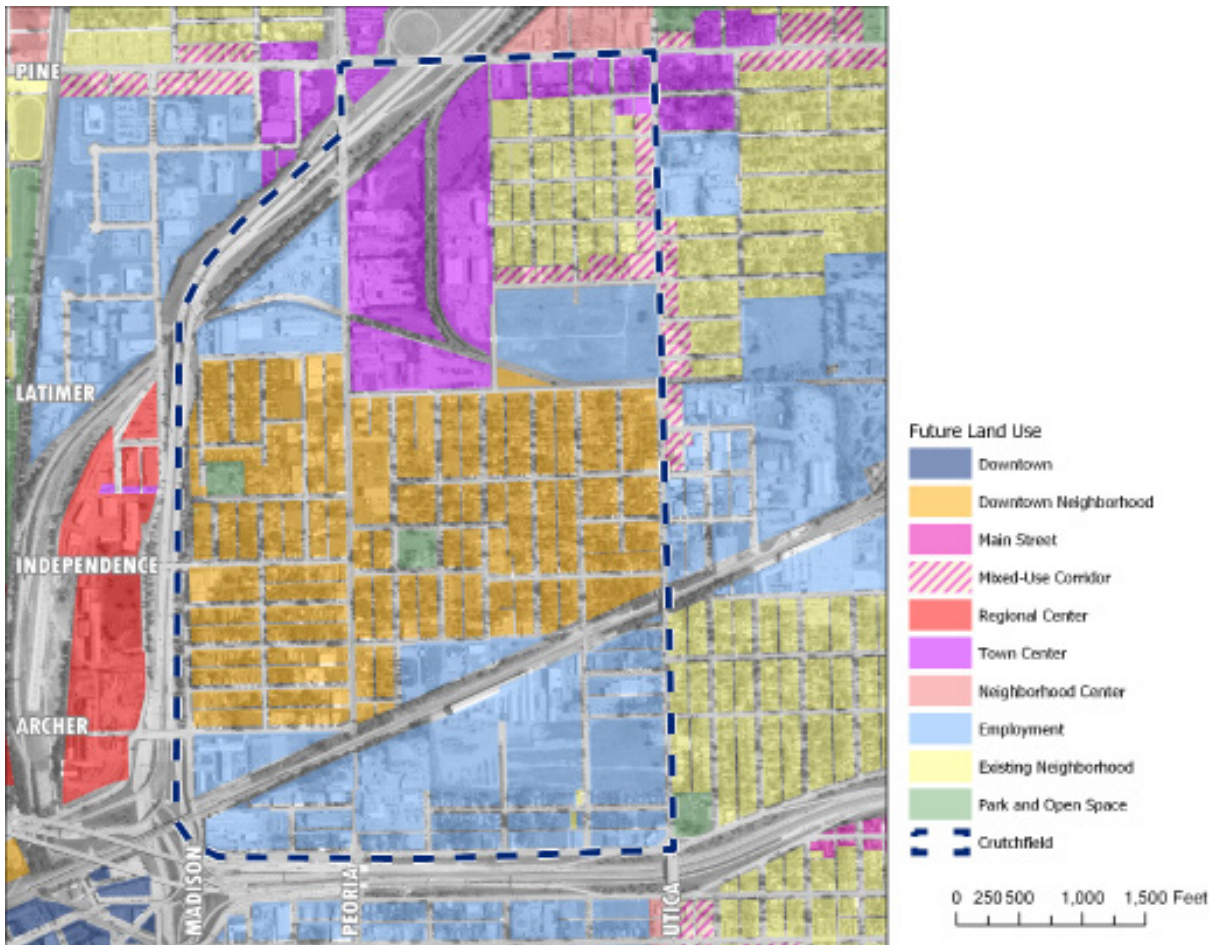 PINE
LATIMER
INDEPENDENCE
ARCHER
MADISON
PEORIA
UTICA
Future Land Use
Downtown
Downtown Neighborhood
Main Street
Mixed-Use Corridor
Regional Center
Town Center
Neighborhood Center
Employment
Existing Neighborhood
Park and Open Space
Crutchfield
0 250 500 1,000 1,500 Feet